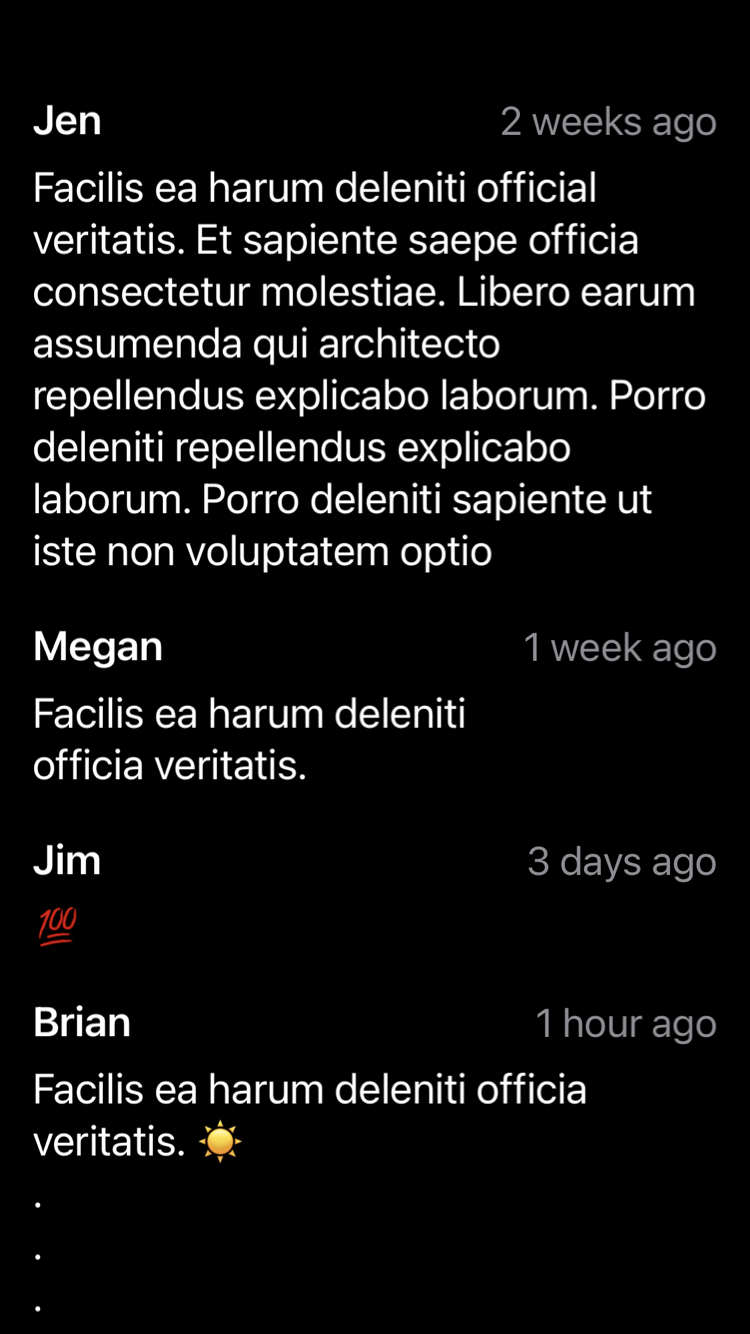 Jen 2 weeks ago
Facilis ea harum deleniti official
veritatis. Et sapiente saepe officia
consectetur molestiae. Libero earum
assumenda qui architecto
repellendus explicabo laborum. Porro
deleniti repellendus explicabo
laborum. Porro deleniti sapiente ut
iste non voluptatem optio
Megan 1 week ago
Facilis ea harum deleniti
officia veritatis.
Jim 3 days ago
💯
Brian 1 hour ago
Facilis ea harum deleniti officia
veritatis. ☀️
.
.
.